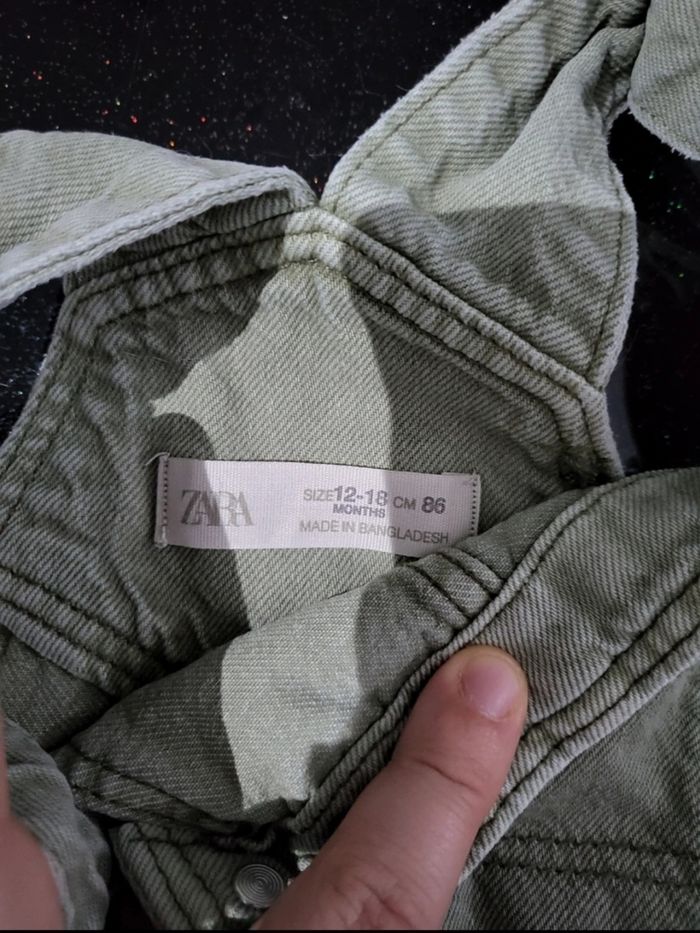 ZARA
SIZE 12-18 CM 86
MONTHS
MADE IN BANGLADESH